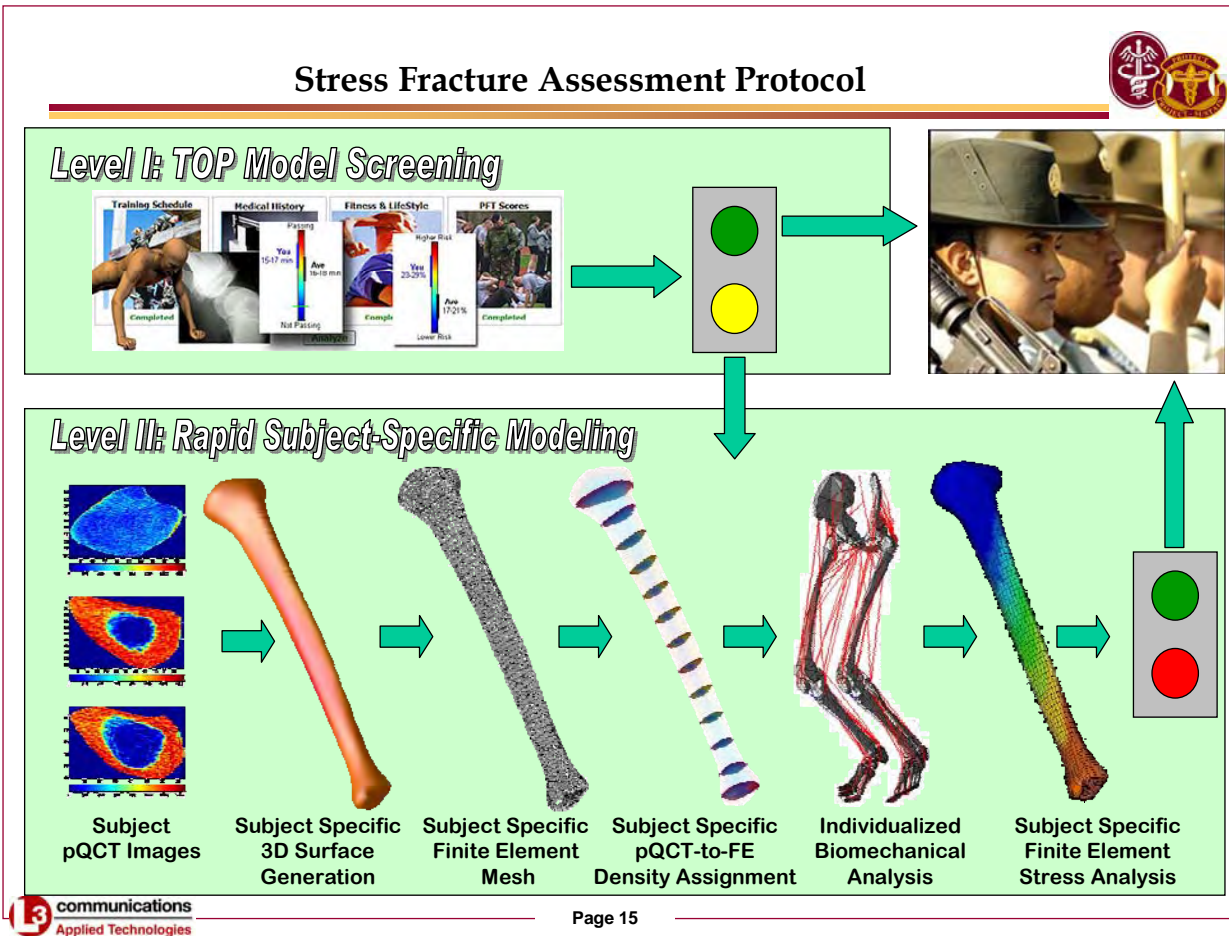 Stress Fracture Assessment Protocol
Level I: TOP Model Screening
Training Schedule
Medical History
Fitness & LifeStyle
PFT Scores
Passing
You
15-17 min
Ave
16-18 min
Not Passing
Higher Risk
You
23-29%
Ave
17-21%
Lower Risk
Completed
Compl
Completed
Analyze
Level II: Rapid Subject-Specific Modeling
Subject
pQCT Images
Subject Specific
3D Surface
Generation
Subject Specific
Finite Element
Mesh
Subject Specific
pQCT-to-FE
Density Assignment
Individualized
Biomechanical
Analysis
Subject Specific
Finite Element
Stress Analysis
L3 communications
Applied Technologies
Page 15